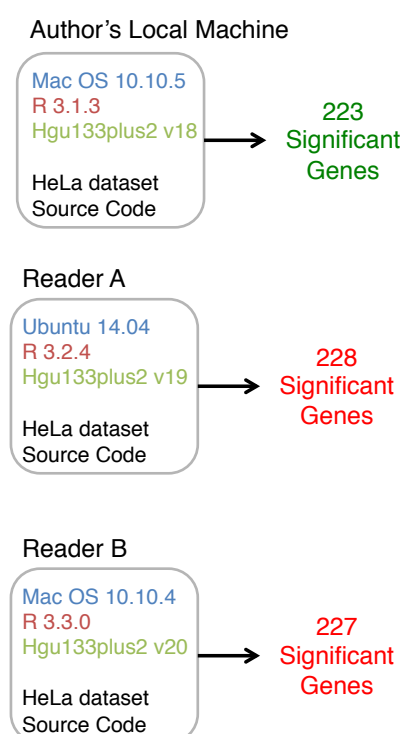 Author's Local Machine
Mac OS 10.10.5
R 3.1.3
Hgu133plus2 v18
HeLa dataset
Source Code
223
Significant
Genes
Reader A
Ubuntu 14.04
R 3.2.4
Hgu133plus2 v19
HeLa dataset
Source Code
228
Significant
Genes
Reader B
Mac OS 10.10.4
R 3.3.0
Hgu133plus2 v20
HeLa dataset
Source Code
227
Significant
Genes